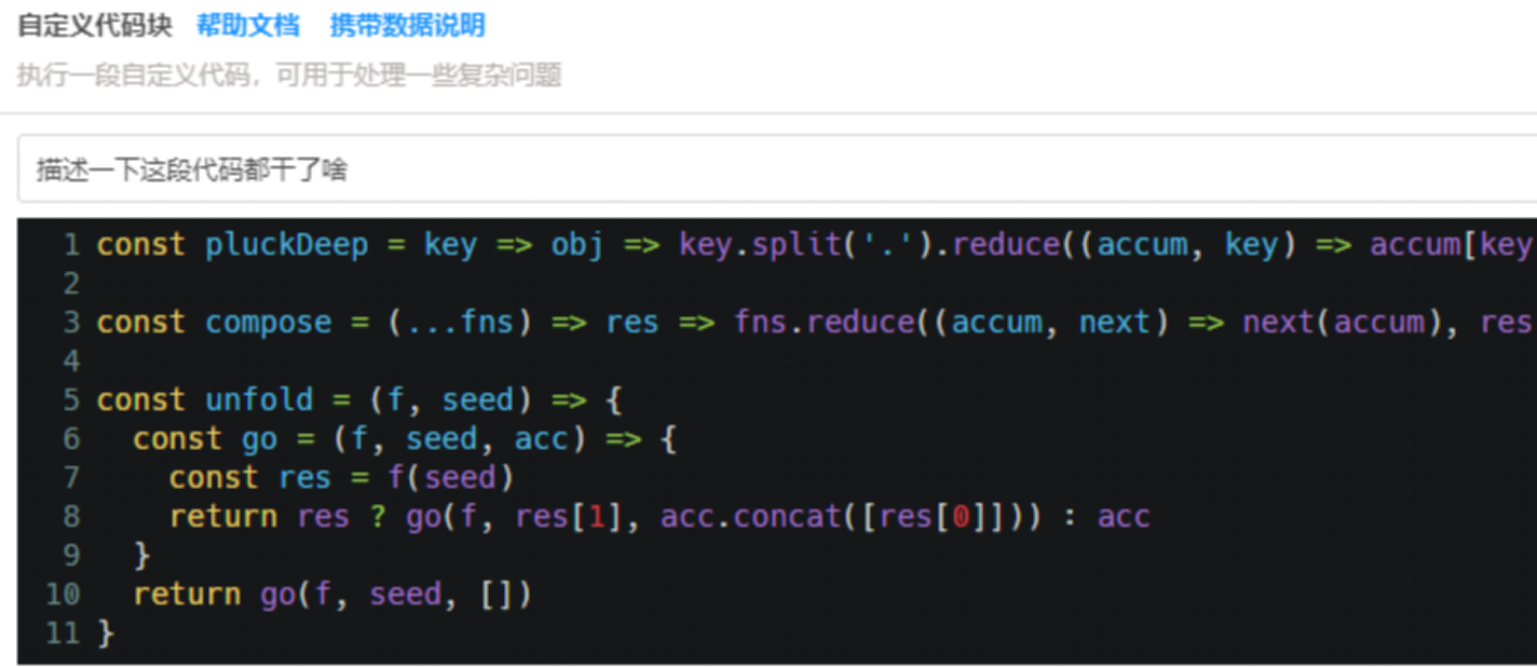 自定义代码块 帮助文档 携带数据说明
执行一段自定义代码，可用于处理一些复杂问题
描述一下这段代码都干了啥
1 const pluckDeep = key => obj => key.split('.').reduce((accum, key) => accum[key
2
3 const compose = (...fns) => res => fns.reduce((accum, next) => next(accum), res
4
5 const unfold = (f, seed) => {
6   const go = (f, seed, acc) => {
7     const res = f(seed)
8     return res ? go(f, res[1], acc.concat([res[0]])) : acc
9   }
10   return go(f, seed, [])
11 }